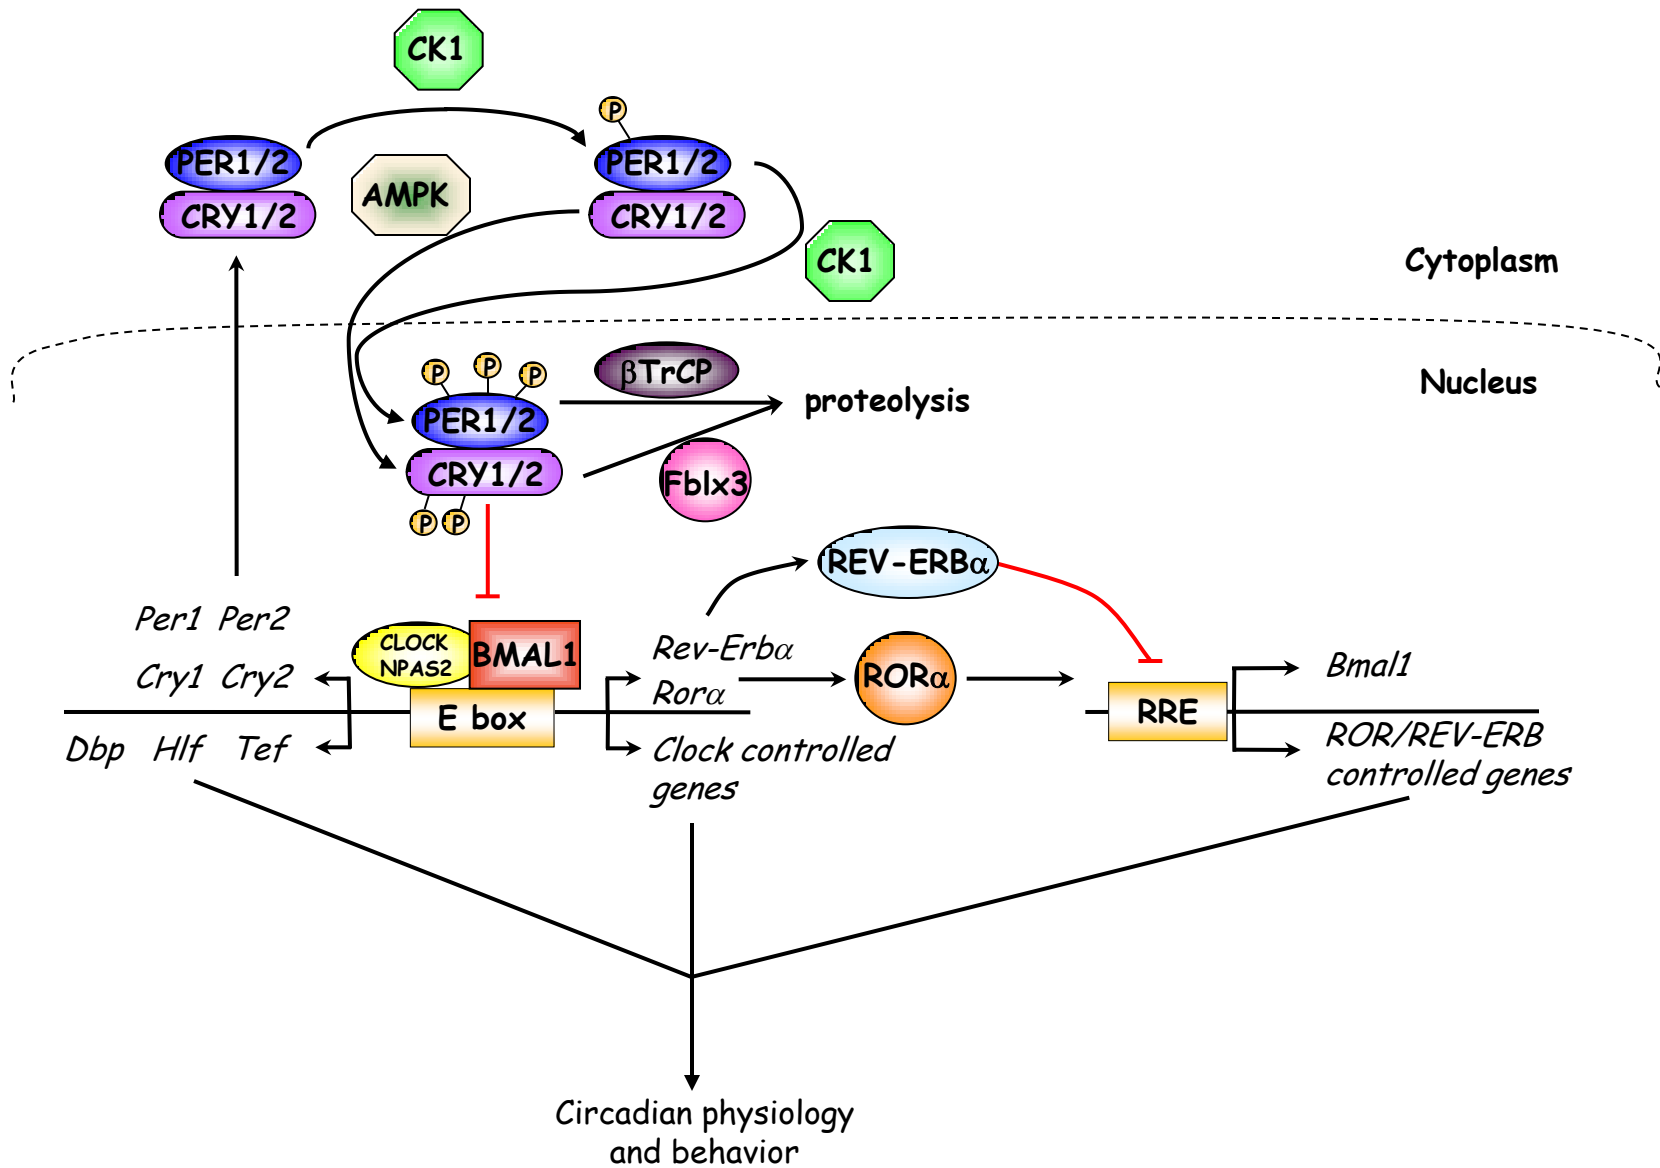 CK1
P
PER1/2
CRY1/2
AMPK
PER1/2
CRY1/2
CK1
Cytoplasm
Nucleus
P
P
P
βTrCP
PER1/2
CRY1/2
proteolysis
Fblx3
P
P
REV-ERBα
Per1 Per2
Cry1 Cry2
CLOCK
NPAS2
BMAL1
E box
Dbp Hlf Tef
Rev-Erbα
Rorα
Clock controlled
genes
RORα
RRE
Bmal1
ROR/REV-ERB
controlled genes
Circadian physiology
and behavior